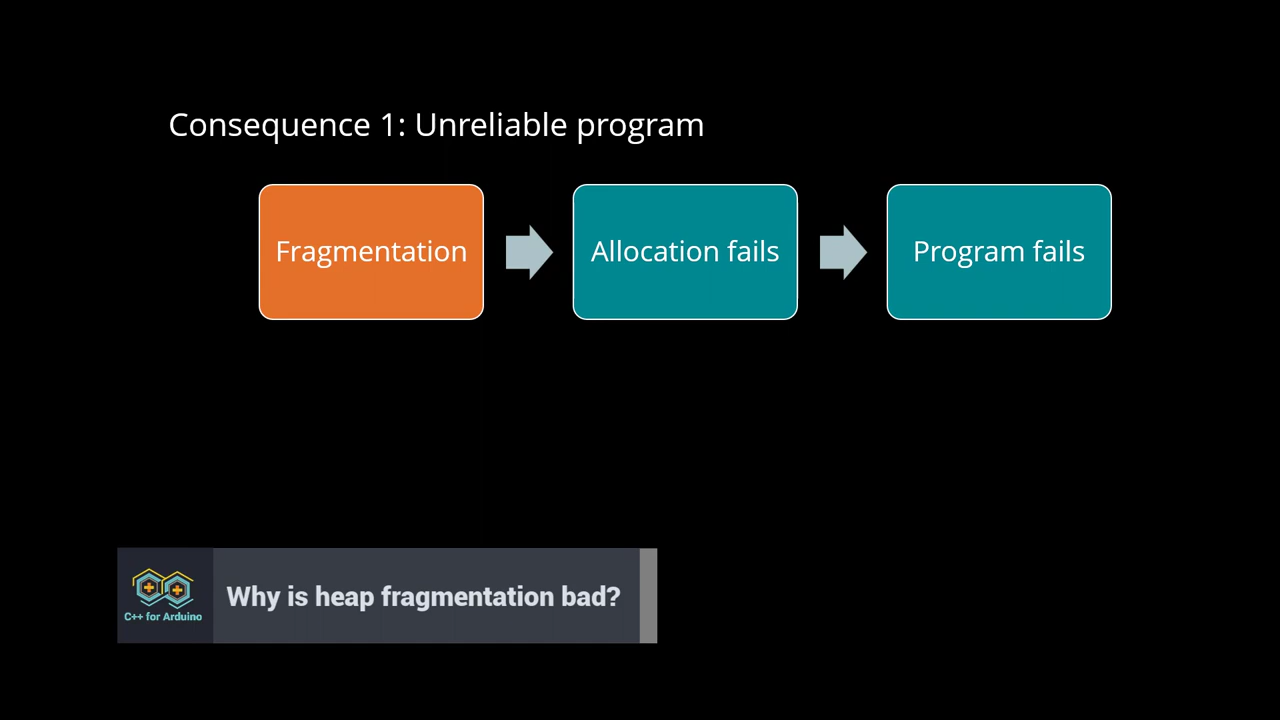 Consequence 1: Unreliable program
Fragmentation
Allocation fails
Program fails
C++ for Arduino
Why is heap fragmentation bad?